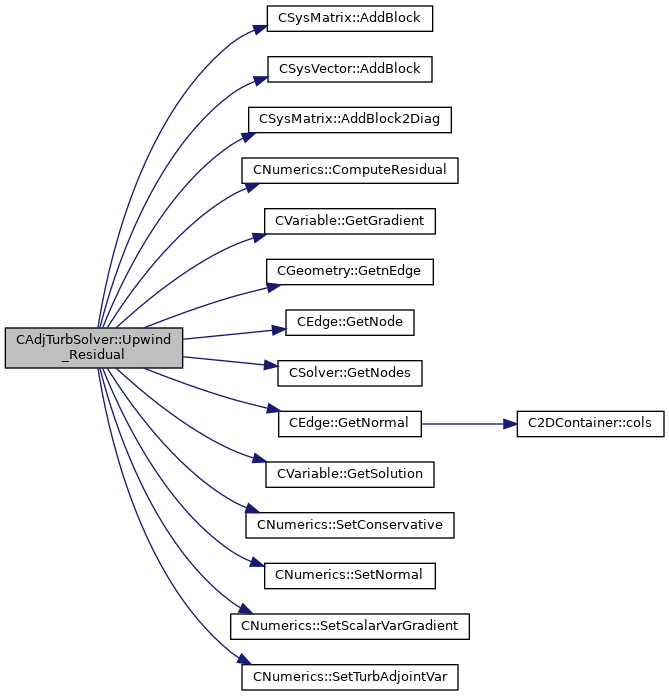 CSysMatrix::AddBlock
CSysVector::AddBlock
CSysMatrix::AddBlock2Diag
CNumerics::ComputeResidual
CVariable::GetGradient
CGeometry::GetnEdge
CEdge::GetNode
CAdjTurbSolver::Upwind
_Residual
CSolver::GetNodes
CEdge::GetNormal
C2DContainer::cols
CVariable::GetSolution
CNumerics::SetConservative
CNumerics::SetNormal
CNumerics::SetScalarVarGradient
CNumerics::SetTurbAdjointVar